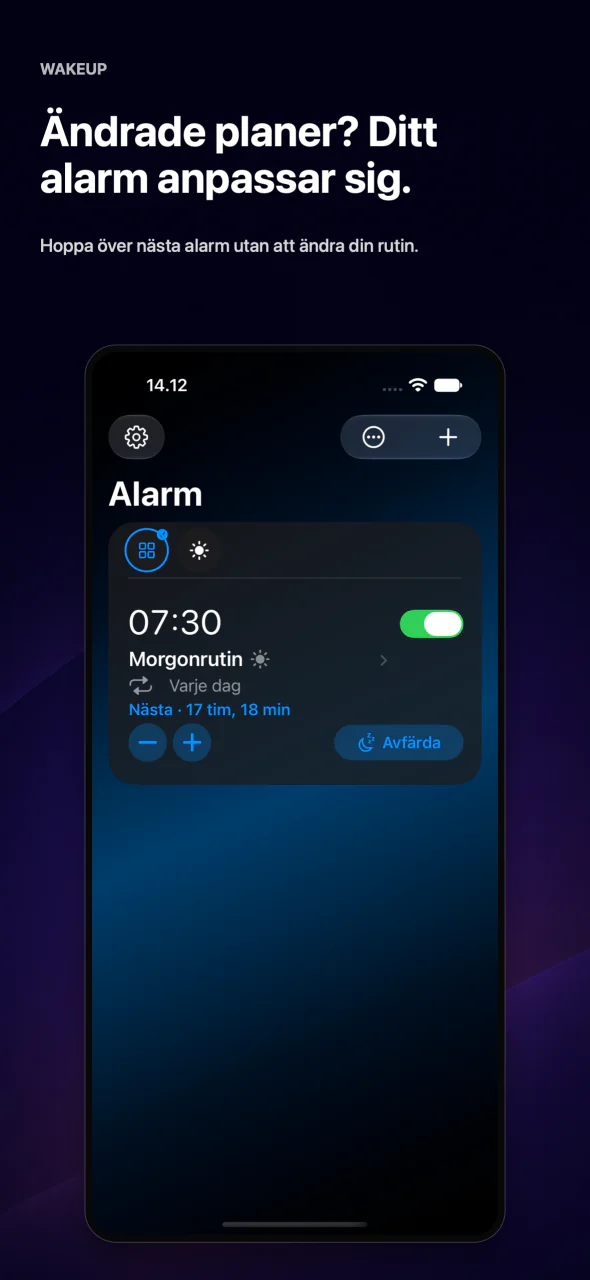 WAKEUP
Ändrade planer? Ditt
alarm anpassar sig.
Hoppa över nästa alarm utan att ändra din rutin.
14.12
Alarm
07:30
Morgonrutin
Varje dag
Nästa · 17 tim, 18 min
Avfärda